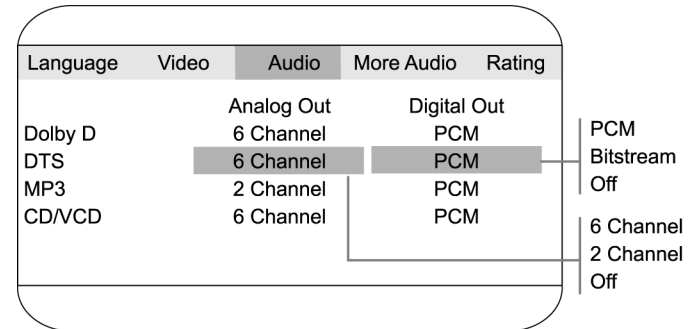 Language Video Audio More Audio Rating
Analog Out Digital Out
Dolby D 6 Channel PCM
DTS 6 Channel PCM
MP3 2 Channel PCM
CD/VCD 6 Channel PCM
PCM
Bitstream
Off
6 Channel
2 Channel
Off